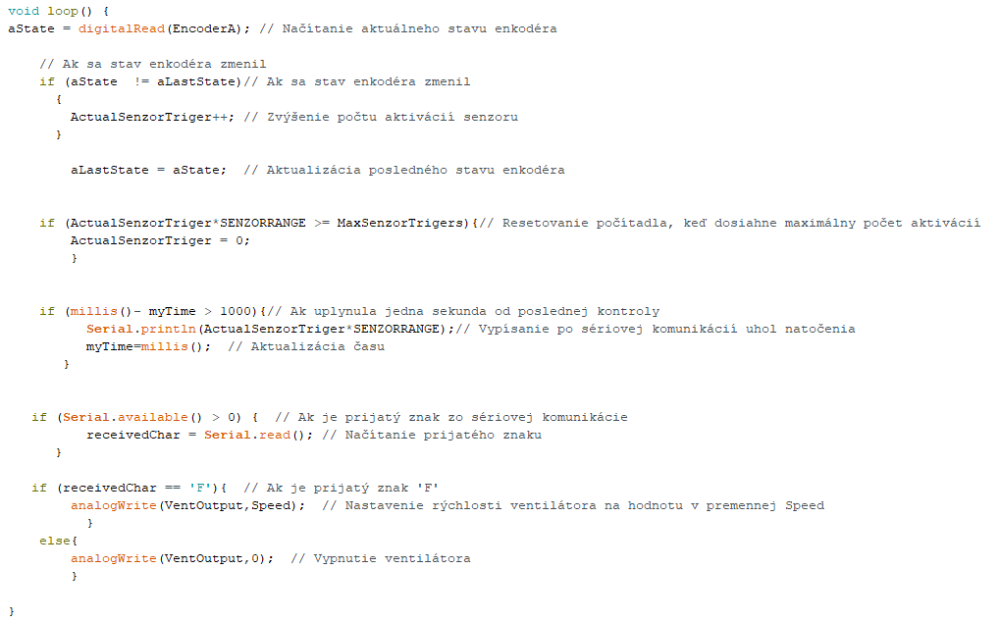 void loop() {
aState = digitalRead(EncoderA); // Načítanie aktuálneho stavu enkodéra
// Ak sa stav enkodéra zmenil
if (aState != aLastState)// Ak sa stav enkodéra zmenil
{
ActualSenzorTriger++; // Zvýšenie počtu aktivácií senzoru
}
aLastState = aState; // Aktualizácia posledného stavu enkodéra
if (ActualSenzorTriger*SENZORRANGE >= MaxSenzorTrigers){// Resetovanie počítadla, keď dosiahne maximálny počet aktivácií
ActualSenzorTriger = 0;
}
if (millis()- myTime > 1000){// Ak uplynula jedna sekunda od poslednej kontroly
Serial.println(ActualSenzorTriger*SENZORRANGE);// Vypísanie po sériovej komunikácií uhol natočenia
myTime=millis(); // Aktualizácia času
}
if (Serial.available() > 0) { // Ak je prijatý znak zo sériovej komunikácie
receivedChar = Serial.read(); // Načítanie prijatého znaku
}
if (receivedChar == 'F'){ // Ak je prijatý znak 'F'
analogWrite(VentOutput,Speed); // Nastavenie rýchlosti ventilátora na hodnotu v premennej Speed
}
else{
analogWrite(VentOutput,0); // Vypnutie ventilátora
}
}